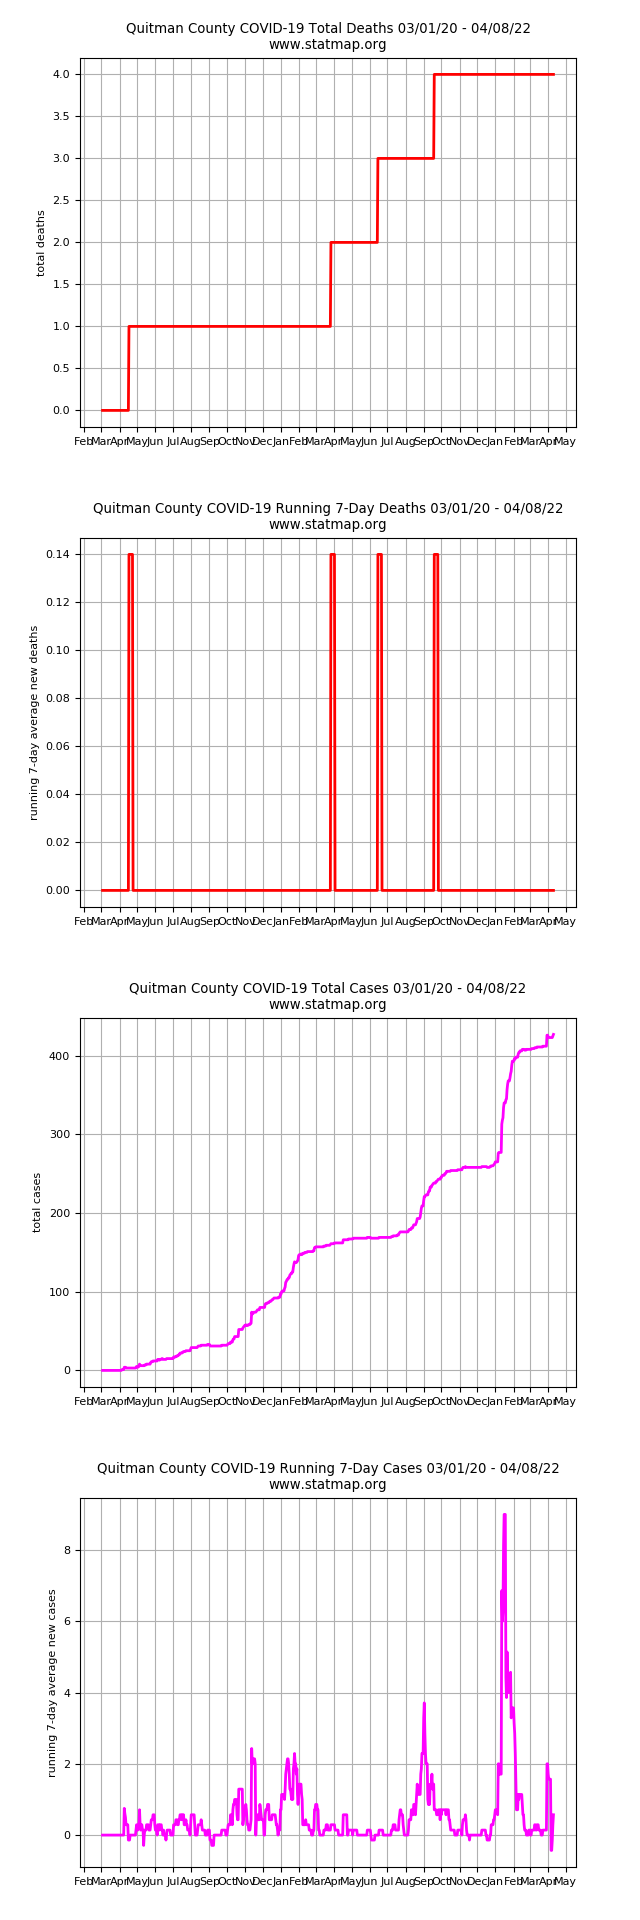 Quitman County COVID-19 Total Deaths 03/01/20 - 04/08/22
www.statmap.org
total deaths
4.0
3.5
3.0
2.5
2.0
1.5
1.0
0.5
0.0
Feb Mar Apr May Jun Jul Aug Sep Oct Nov Dec Jan Feb Mar Apr May Jun Jul Aug Sep Oct Nov Dec Jan Feb Mar Apr May
Quitman County COVID-19 Running 7-Day Deaths 03/01/20 - 04/08/22
www.statmap.org
running 7-day average new deaths
0.14
0.12
0.10
0.08
0.06
0.04
0.02
0.00
Feb Mar Apr May Jun Jul Aug Sep Oct Nov Dec Jan Feb Mar Apr May Jun Jul Aug Sep Oct Nov Dec Jan Feb Mar Apr May
Quitman County COVID-19 Total Cases 03/01/20 - 04/08/22
www.statmap.org
total cases
400
300
200
100
0
Feb Mar Apr May Jun Jul Aug Sep Oct Nov Dec Jan Feb Mar Apr May Jun Jul Aug Sep Oct Nov Dec Jan Feb Mar Apr May
Quitman County COVID-19 Running 7-Day Cases 03/01/20 - 04/08/22
www.statmap.org
running 7-day average new cases
8
6
4
2
0
Feb Mar Apr May Jun Jul Aug Sep Oct Nov Dec Jan Feb Mar Apr May Jun Jul Aug Sep Oct Nov Dec Jan Feb Mar Apr May